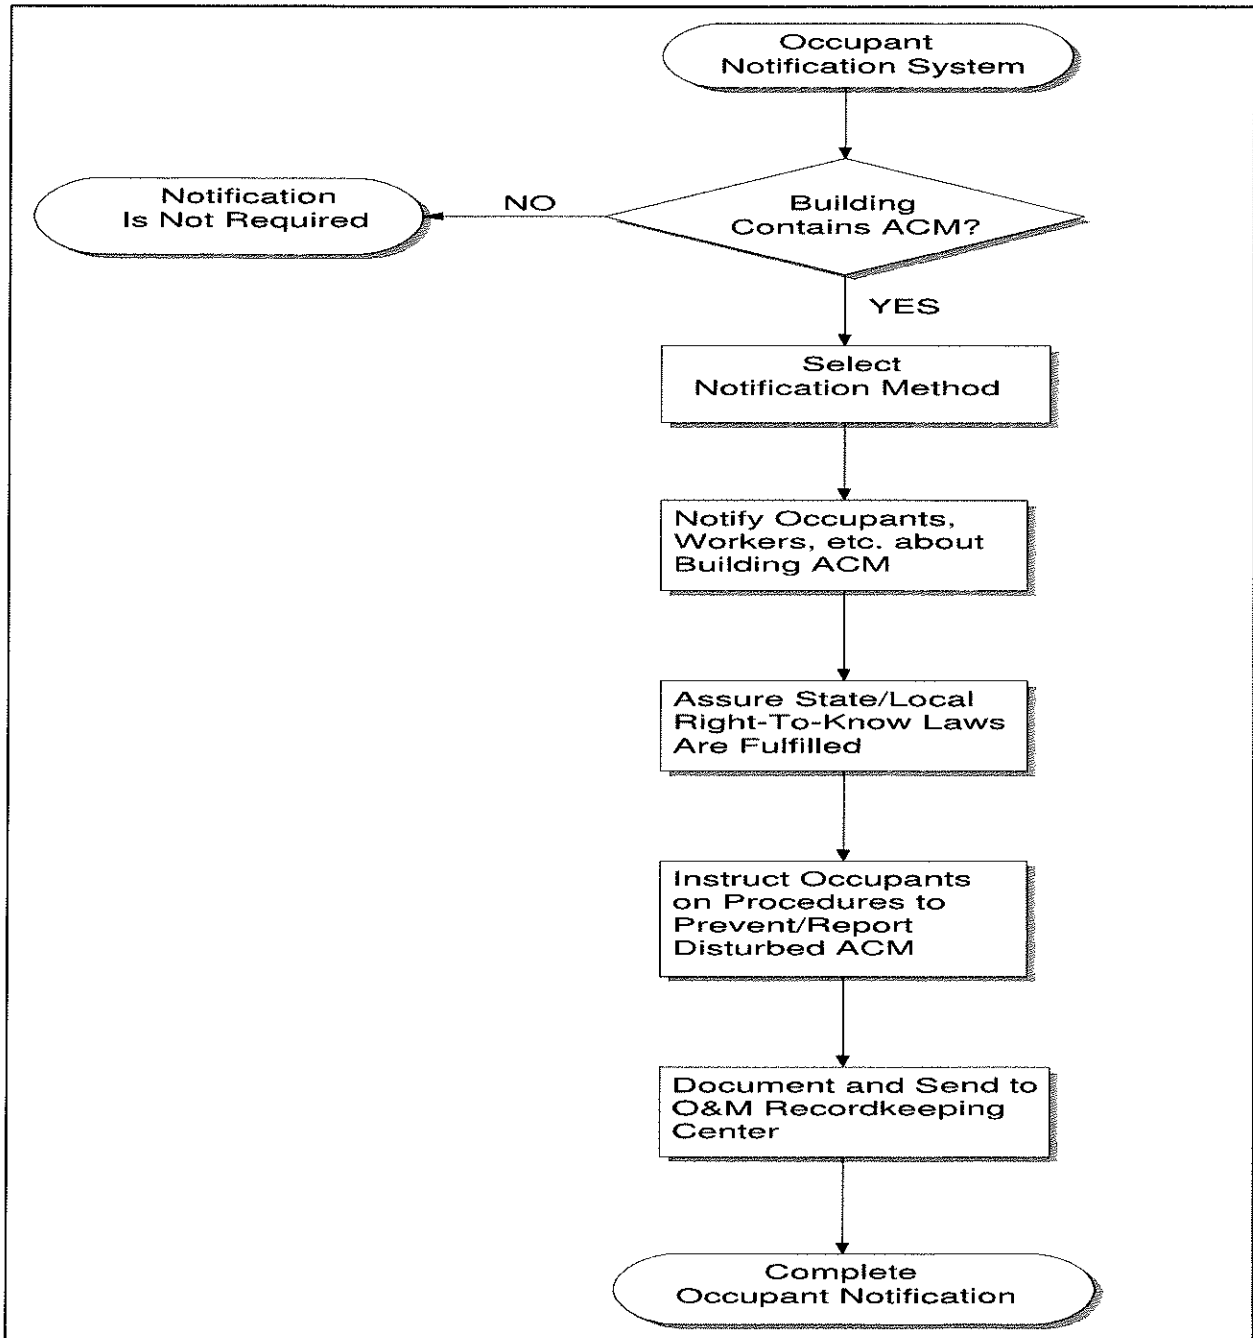 Occupant
Notification System
Building
Contains ACM?
NO
Notification
Is Not Required
YES
Select
Notification Method
Notify Occupants,
Workers, etc. about
Building ACM
Assure State/Local
Right-To-Know Laws
Are Fulfilled
Instruct Occupants
on Procedures to
Prevent/Report
Disturbed ACM
Document and Send to
O&M Recordkeeping
Center
Complete
Occupant Notification